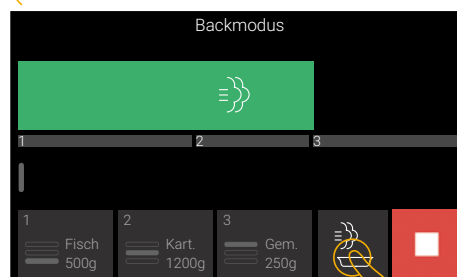 Backmodus
1 2 3
1 2 3
Fisch Kart. Gem.
500g 1200g 250g